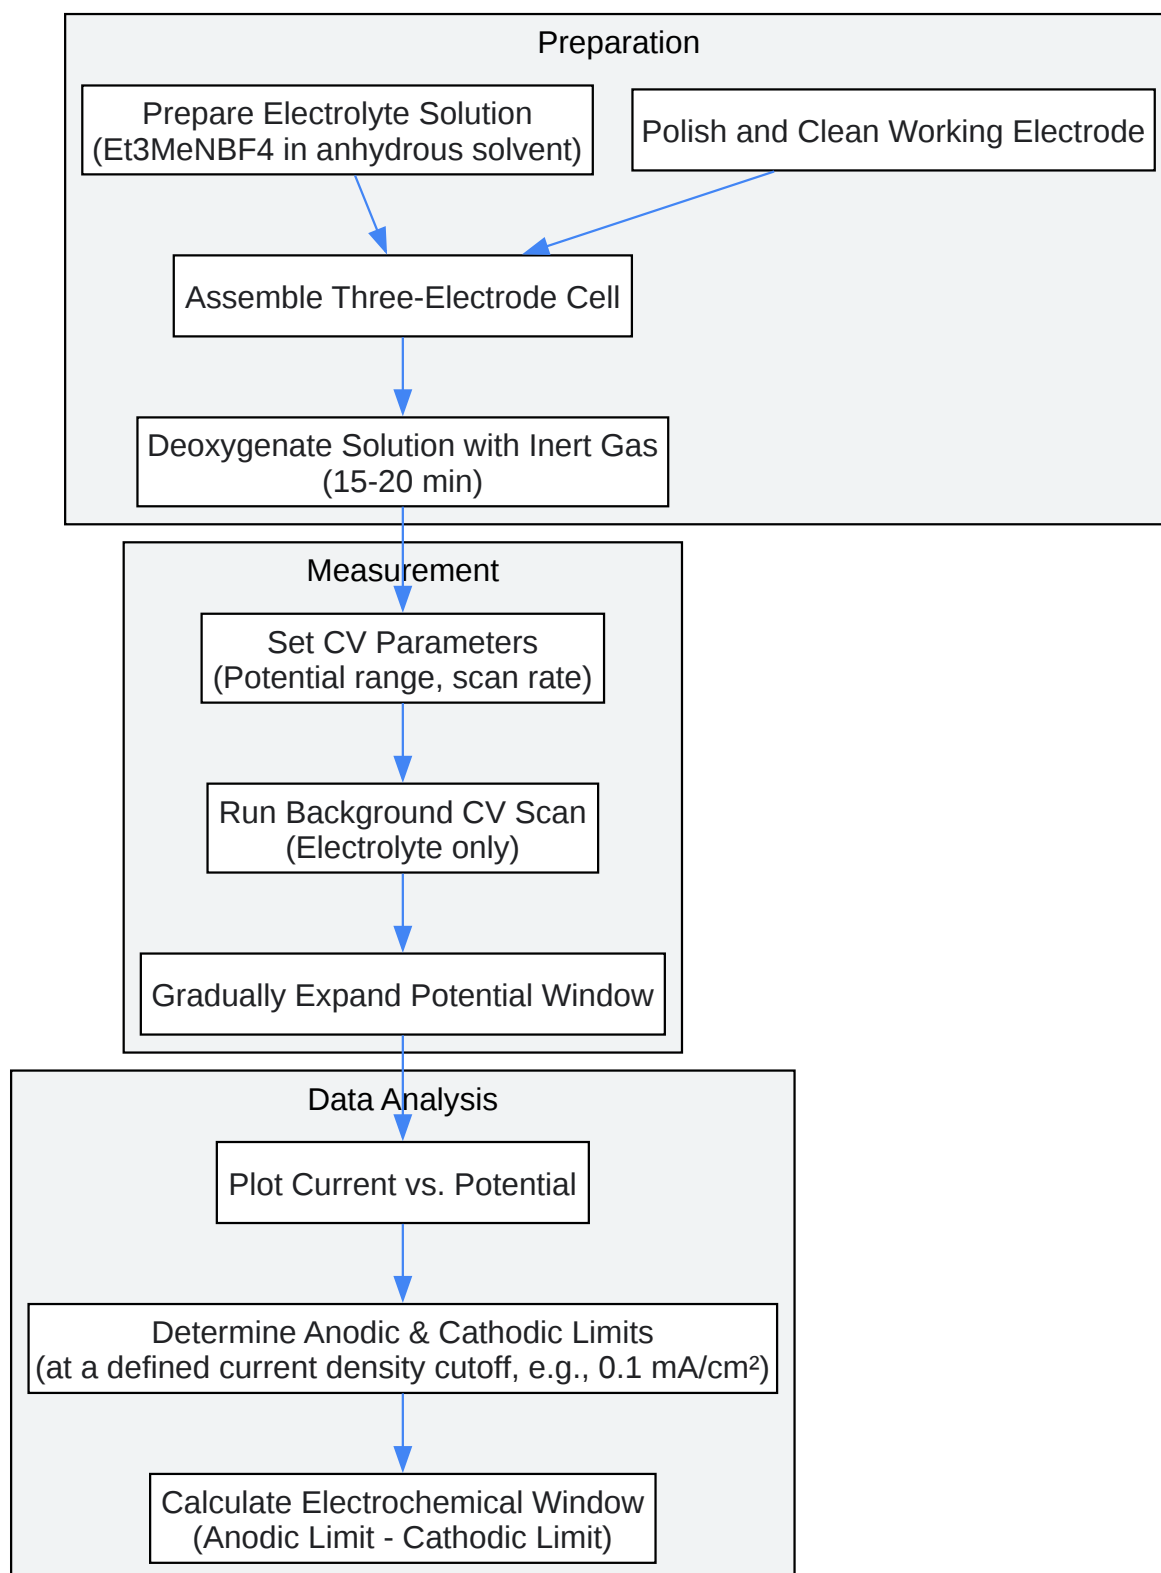 Preparation
Prepare Electrolyte Solution
(Et3MeNBF4 in anhydrous solvent)
Polish and Clean Working Electrode
Assemble Three-Electrode Cell
Deoxygenate Solution with Inert Gas
(15-20 min)
Measurement
Set CV Parameters
(Potential range, scan rate)
Run Background CV Scan
(Electrolyte only)
Gradually Expand Potential Window
Data Analysis
Plot Current vs. Potential
Determine Anodic & Cathodic Limits
(at a defined current density cutoff, e.g., 0.1 mA/cm²)
Calculate Electrochemical Window
(Anodic Limit - Cathodic Limit)